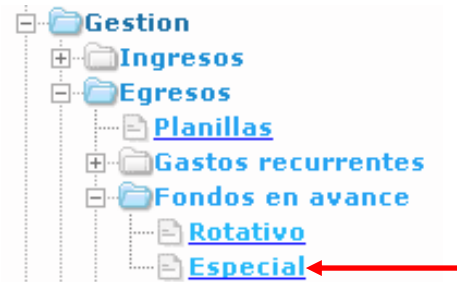 Gestion
Ingresos
Egresos
Planillas
Gastos recurrentes
Fondos en avance
Rotativo
Especial